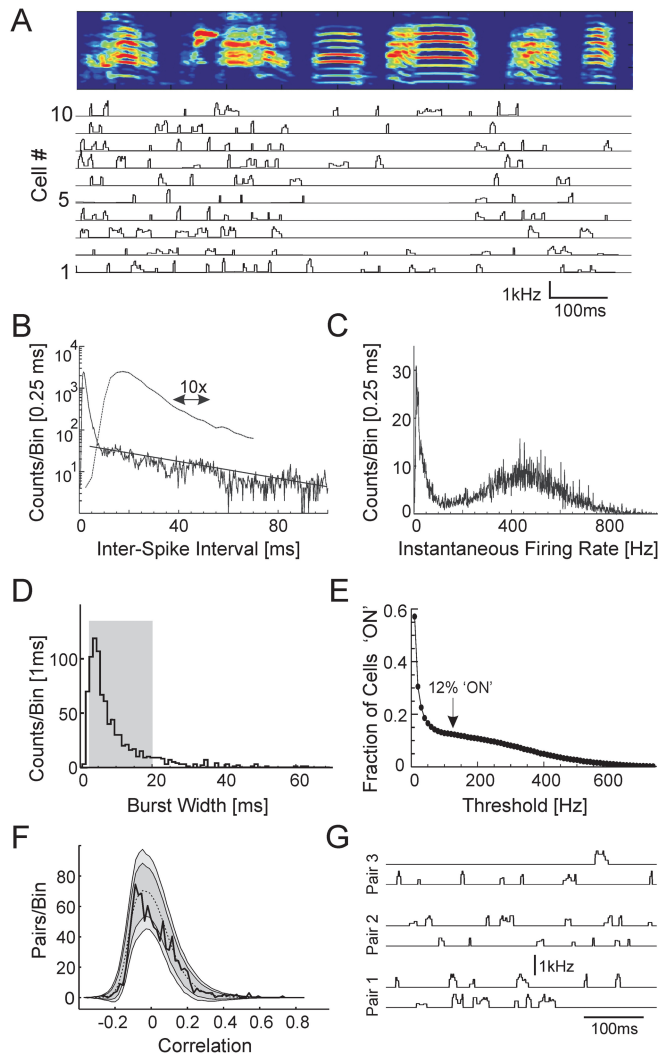 A
10
Cell #
5
1
1kHz
100ms
B
Counts/Bin [0.25 ms]
10^4
10^3
10^2
10^1
10x
0
40
80
Inter-Spike Interval [ms]
C
Counts/Bin [0.25 ms]
30
20
10
0
0
400
800
Instantaneous Firing Rate [Hz]
D
Counts/Bin [1ms]
100
50
0
0
20
40
60
Burst Width [ms]
E
Fraction of Cells 'ON'
0.6
0.4
0.2
0
12% 'ON'
0
200
400
600
Threshold [Hz]
F
Pairs/Bin
80
60
40
20
0
-0.2
0
0.2
0.4
0.6
0.8
Correlation
G
Pair 3
Pair 2
1kHz
Pair 1
100ms